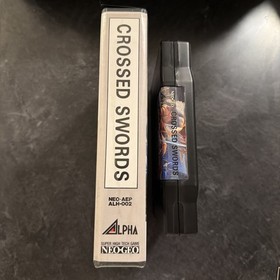 CROSSED SWORDS
NEO-AEP
ALH-002
ALPHA
SUPER HIGH TECH GAME
NEO·GEO
CROSSED SWORDS